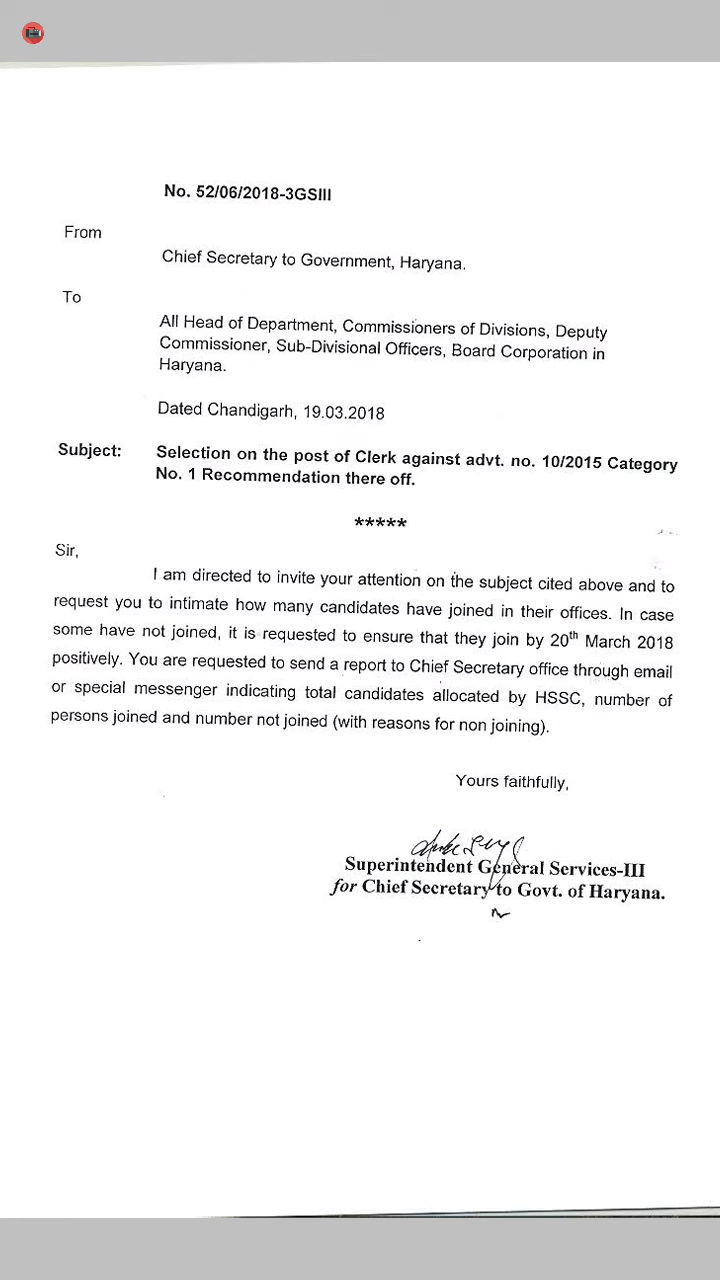 No. 52/06/2018-3GSIII
From
Chief Secretary to Government, Haryana.
To
All Head of Department, Commissioners of Divisions, Deputy
Commissioner, Sub-Divisional Officers, Board Corporation in
Haryana.
Dated Chandigarh, 19.03.2018
Subject: Selection on the post of Clerk against advt. no. 10/2015 Category
No. 1 Recommendation there off.
*****
Sir,
I am directed to invite your attention on the subject cited above and to
request you to intimate how many candidates have joined in their offices. In case
some have not joined, it is requested to ensure that they join by 20th March 2018
positively. You are requested to send a report to Chief Secretary office through email
or special messenger indicating total candidates allocated by HSSC, number of
persons joined and number not joined (with reasons for non joining).
Yours faithfully,
Superintendent General Services-III
for Chief Secretary to Govt. of Haryana.